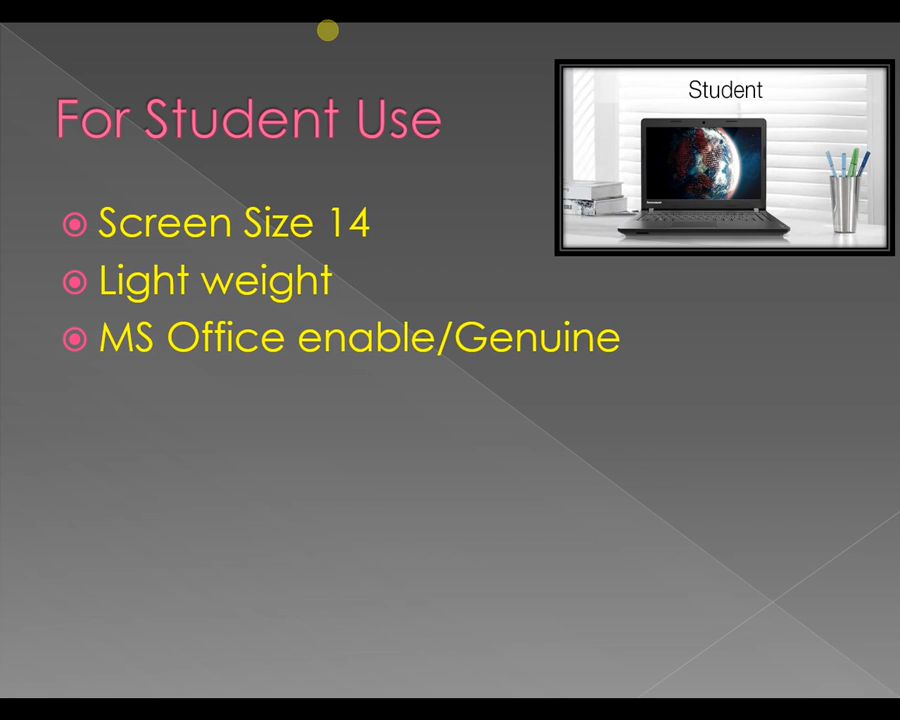 For Student Use
Student
Screen Size 14
Light weight
MS Office enable/Genuine